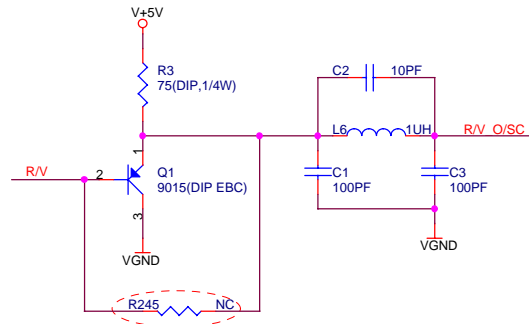 V+5V
R3
75(DIP,1/4W)
C2 10PF
L6 1UH
R/V_O/SC
R/V
1
2
Q1
9015(DIP EBC)
3
C1
100PF
C3
100PF
VGND
VGND
R245 NC